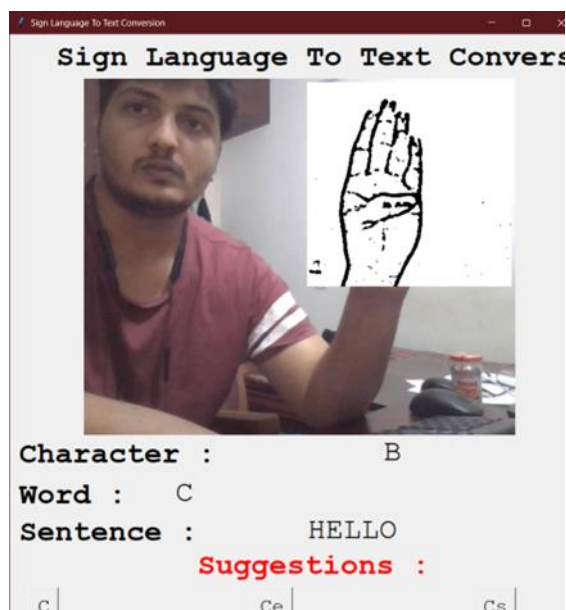 Sign Language To Text Conversion
Sign Language To Text Convers
Character : B
Word : C
Sentence : HELLO
Suggestions :
C Ce Cs